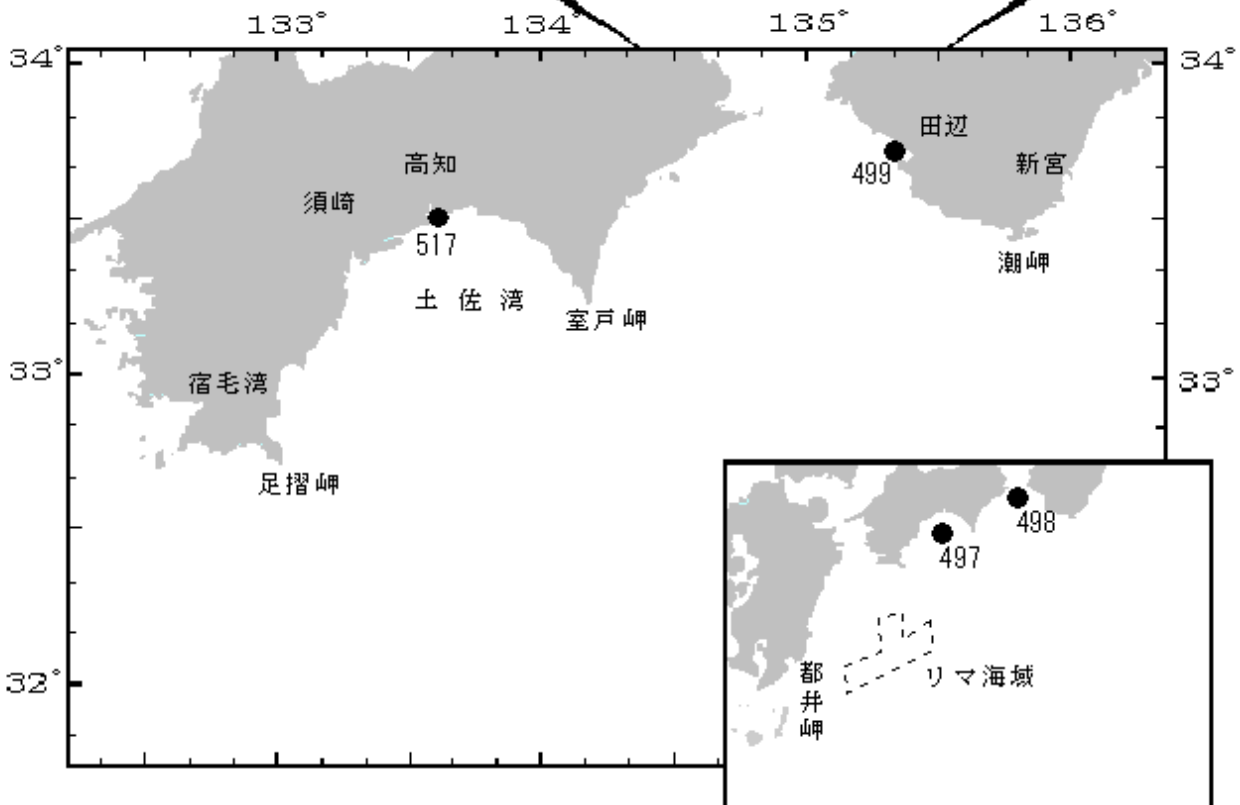 133°
134°
135°
136°
34°
34°
田辺
高知
499
新宮
須崎
517
潮岬
土佐湾
室戸岬
33°
33°
宿毛湾
足摺岬
498
497
32°
リマ海域
都井岬